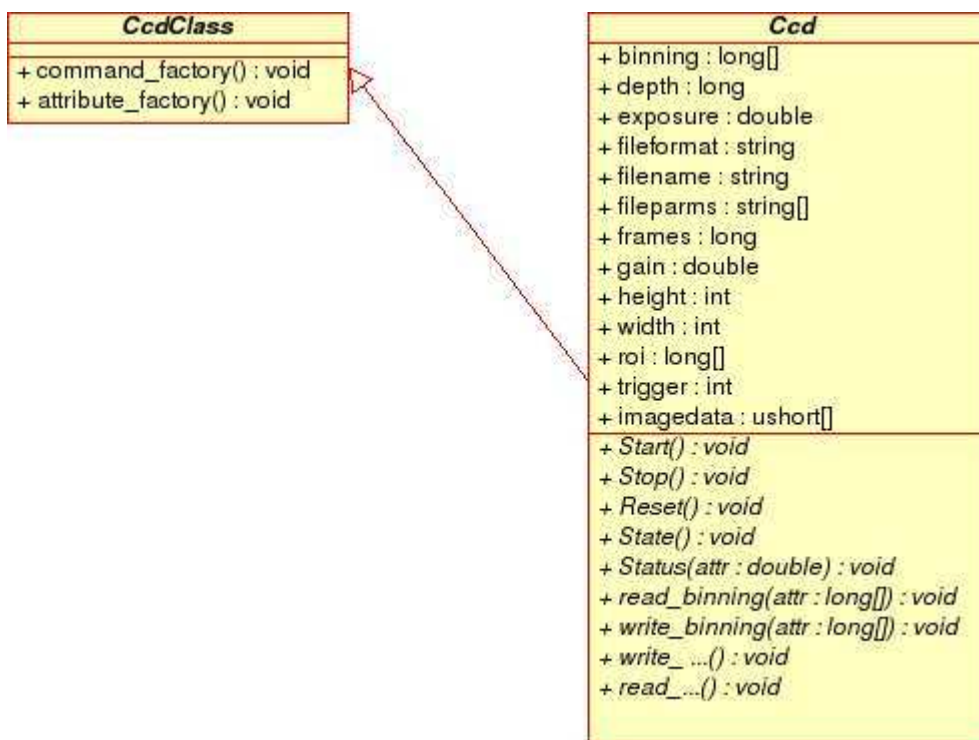 CcdClass
+ command_factory() : void
+ attribute_factory() : void
Ccd
+ binning : long[]
+ depth : long
+ exposure : double
+ fileformat : string
+ filename : string
+ fileparms : string[]
+ frames : long
+ gain : double
+ height : int
+ width : int
+ roi : long[]
+ trigger : int
+ imagedata : ushort[]
+ Start() : void
+ Stop() : void
+ Reset() : void
+ State() : void
+ Status(attr : double) : void
+ read_binning(attr : long[]) : void
+ write_binning(attr : long[]) : void
+ write_ ...() : void
+ read_...() : void